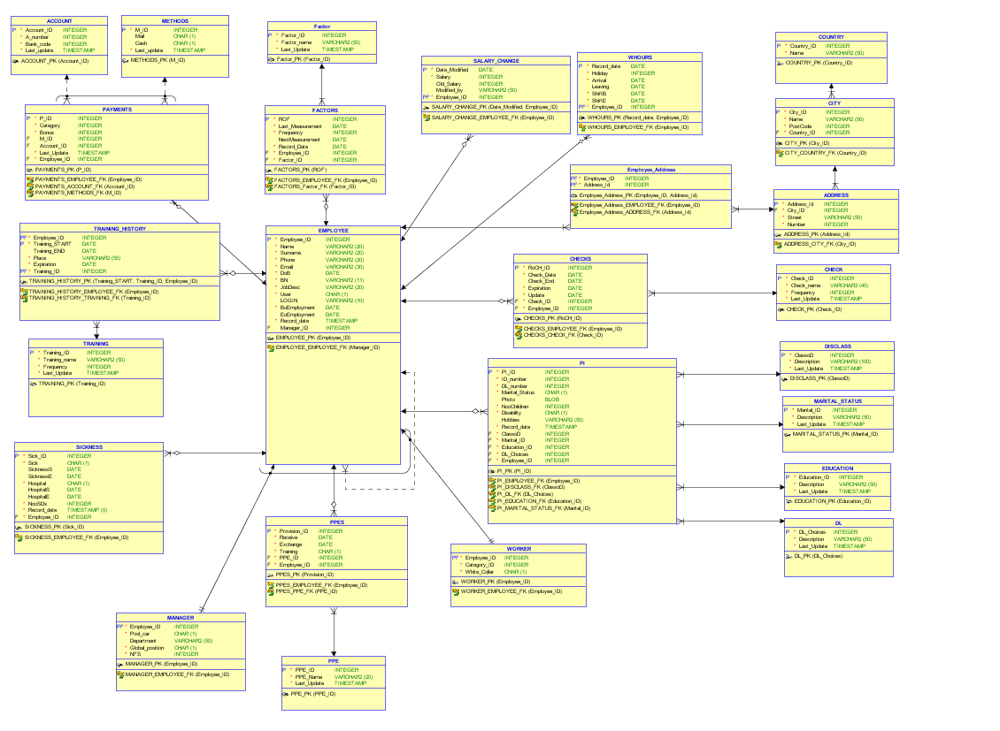 ACCOUNT
P * Account_ID INTEGER
* A_number INTEGER
* Bank_code INTEGER
* Last_update TIMESTAMP
ACCOUNT_PK (Account_ID)
METHODS
P * M_ID INTEGER
Mail CHAR (1)
Cash CHAR (1)
* Last_update TIMESTAMP
METHODS_PK (M_ID)
Factor
P * Factor_ID INTEGER
* Factor_name VARCHAR2 (50)
* Last_Update TIMESTAMP
Factor_PK (Factor_ID)
SALARY_CHANGE
P * Date_Modified DATE
* Salary INTEGER
Old_Salary INTEGER
Modified_by VARCHAR2 (50)
PF * Employee_ID INTEGER
SALARY_CHANGE_PK (Date_Modified, Employee_ID)
SALARY_CHANGE_EMPLOYEE_FK (Employee_ID)
WHOURS
P * Record_date DATE
* Holiday INTEGER
* Arrival DATE
Leaving DATE
* ShiftB DATE
* ShiftE DATE
PF * Employee_ID INTEGER
WHOURS_PK (Record_date, Employee_ID)
WHOURS_EMPLOYEE_FK (Employee_ID)
COUNTRY
P * Country_ID INTEGER
* Name VARCHAR2 (50)
COUNTRY_PK (Country_ID)
CITY
P * City_ID INTEGER
* Name VARCHAR2 (50)
* PostCode INTEGER
F * Country_ID INTEGER
CITY_PK (City_ID)
CITY_COUNTRY_FK (Country_ID)
PAYMENTS
P * P_ID INTEGER
* Category INTEGER
* Bonus INTEGER
F M_ID INTEGER
F Account_ID INTEGER
* Last_Update TIMESTAMP
F * Employee_ID INTEGER
PAYMENTS_PK (P_ID)
PAYMENTS_EMPLOYEE_FK (Employee_ID)
PAYMENTS_ACCOUNT_FK (Account_ID)
PAYMENTS_METHODS_FK (M_ID)
FACTORS
P * ROF INTEGER
* Last_Measurement DATE
* Frequency INTEGER
NextMeasurement DATE
* Record_Date DATE
F * Employee_ID INTEGER
F * Factor_ID INTEGER
FACTORS_PK (ROF)
FACTORS_EMPLOYEE_FK (Employee_ID)
FACTORS_Factor_FK (Factor_ID)
Employee_Address
PF * Employee_ID INTEGER
PF * Address_Id INTEGER
Employee_Address_PK (Employee_ID, Address_Id)
Employee_Address_EMPLOYEE_FK (Employee_ID)
Employee_Address_ADDRESS_FK (Address_Id)
ADDRESS
P * Address_Id INTEGER
F * City_ID INTEGER
* Street VARCHAR2 (50)
* Number INTEGER
ADDRESS_PK (Address_Id)
ADDRESS_CITY_FK (City_ID)
TRAINING_HISTORY
PF * Employee_ID INTEGER
P * Training_START DATE
Training_END DATE
* Place VARCHAR2 (50)
* Expiration DATE
PF * Training_ID INTEGER
TRAINING_HISTORY_PK (Training_START, Training_ID, Employee_ID)
TRAINING_HISTORY_EMPLOYEE_FK (Employee_ID)
TRAINING_HISTORY_TRAINING_FK (Training_ID)
EMPLOYEE
P * Employee_ID INTEGER
* Name VARCHAR2 (20)
* Surname VARCHAR2 (20)
* Phone VARCHAR2 (20)
* Email VARCHAR2 (30)
* DoB DATE
* BN VARCHAR2 (11)
* JobDesc VARCHAR2 (20)
* User CHAR (1)
LOGIN VARCHAR2 (10)
* BoEmployment DATE
EoEmployment DATE
* Record_date TIMESTAMP
F Manager_ID INTEGER
EMPLOYEE_PK (Employee_ID)
EMPLOYEE_EMPLOYEE_FK (Manager_ID)
CHECKS
P * RoCH_ID INTEGER
* Check_Date DATE
Check_End DATE
* Expiration DATE
* Update DATE
F * Check_ID INTEGER
F * Employee_ID INTEGER
CHECKS_PK (RoCH_ID)
CHECKS_EMPLOYEE_FK (Employee_ID)
CHECKS_CHECK_FK (Check_ID)
CHECK
P * Check_ID INTEGER
* Check_name VARCHAR2 (40)
* Frequency INTEGER
* Last_Update TIMESTAMP
CHECK_PK (Check_ID)
TRAINING
P * Training_ID INTEGER
* Training_name VARCHAR2 (50)
* Frequency INTEGER
* Last_Update TIMESTAMP
TRAINING_PK (Training_ID)
DISCLASS
P * ClassoD INTEGER
* Description VARCHAR2 (100)
* Last_Update TIMESTAMP
DISCLASS_PK (ClassoD)
PI
P * PI_ID INTEGER
* ID_number INTEGER
* DL_number INTEGER
* Marital_Status CHAR (1)
Photo BLOB
* NooChildren INTEGER
* Disability CHAR (1)
Hobbies VARCHAR2 (50)
* Record_date TIMESTAMP
F * ClassoD INTEGER
F * Marital_ID INTEGER
F * Education_ID INTEGER
F * DL_Choices INTEGER
F * Employee_ID INTEGER
PI_PK (PI_ID)
PI_EMPLOYEE_FK (Employee_ID)
PI_DISCLASS_FK (ClassoD)
PI_DL_FK (DL_Choices)
PI_EDUCATION_FK (Education_ID)
PI_MARITAL_STATUS_FK (Marital_ID)
MARITAL_STATUS
P * Marital_ID INTEGER
* Description VARCHAR2 (50)
* Last_Update TIMESTAMP
MARITAL_STATUS_PK (Marital_ID)
SICKNESS
P * Sick_ID INTEGER
* Sick CHAR (1)
SicknessS DATE
SicknessE DATE
* Hospital CHAR (1)
HospitalS DATE
HospitalE DATE
* NooSDs INTEGER
* Record_date TIMESTAMP (0)
F * Employee_ID INTEGER
SICKNESS_PK (Sick_ID)
SICKNESS_EMPLOYEE_FK (Employee_ID)
EDUCATION
P * Education_ID INTEGER
* Description VARCHAR2 (50)
* Last_Update TIMESTAMP
EDUCATION_PK (Education_ID)
DL
P * DL_Choices INTEGER
* Description VARCHAR2 (50)
* Last_Update TIMESTAMP
DL_PK (DL_Choices)
PPES
P * Provision_ID INTEGER
* Receive DATE
* Exchange DATE
* Training CHAR (1)
F * PPE_ID INTEGER
F * Employee_ID INTEGER
PPES_PK (Provision_ID)
PPES_EMPLOYEE_FK (Employee_ID)
PPES_PPE_FK (PPE_ID)
WORKER
PF * Employee_ID INTEGER
* Category_ID INTEGER
* White_Collar CHAR (1)
WORKER_PK (Employee_ID)
WORKER_EMPLOYEE_FK (Employee_ID)
MANAGER
PF * Employee_ID INTEGER
* Pool_car CHAR (1)
Department VARCHAR2 (50)
* Global_position CHAR (1)
* NFS INTEGER
MANAGER_PK (Employee_ID)
MANAGER_EMPLOYEE_FK (Employee_ID)
PPE
P * PPE_ID INTEGER
* PPE_Name VARCHAR2 (20)
* Last_Update TIMESTAMP
PPE_PK (PPE_ID)